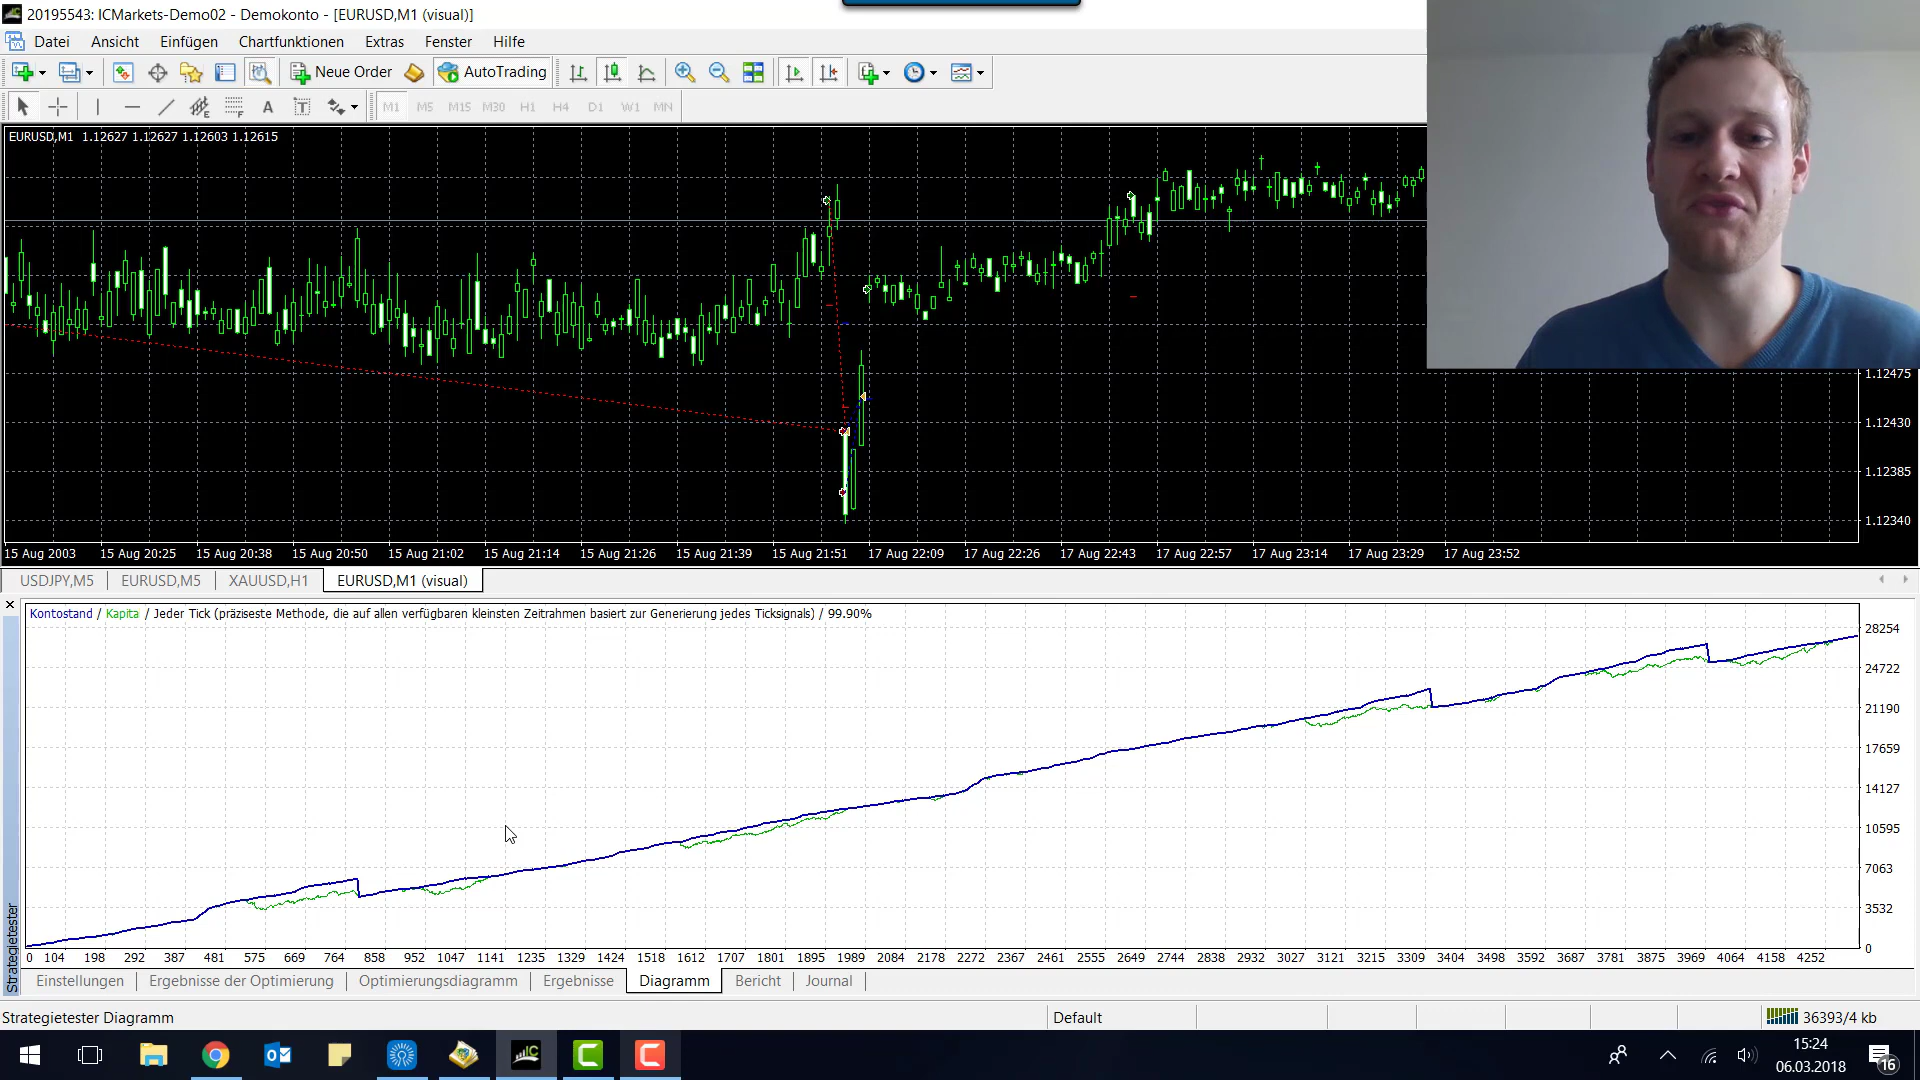 20195543: ICMarkets-Demo02 - Demokonto - [EURUSD,M1 (visual)]
Datei Ansicht Einfügen Chartfunktionen Extras Fenster Hilfe
Neue Order AutoTrading
A T M1 M5 M15 M30 H1 H4 D1 W1 MN
EURUSD,M1 1.12627 1.12627 1.12603 1.12615
1.12475
1.12430
1.12385
1.12340
15 Aug 2003 15 Aug 20:25 15 Aug 20:38 15 Aug 20:50 15 Aug 21:02 15 Aug 21:14 15 Aug 21:26 15 Aug 21:39 15 Aug 21:51 17 Aug 22:09 17 Aug 22:26 17 Aug 22:43 17 Aug 22:57 17 Aug 23:14 17 Aug 23:29 17 Aug 23:52
USDJPY,M5 EURUSD,M5 XAUUSD,H1 EURUSD,M1 (visual)
Kontostand / Kapita / Jeder Tick (präziseste Methode, die auf allen verfügbaren kleinsten Zeitrahmen basiert zur Generierung jedes Ticksignals) / 99.90%
28254
24722
21190
17659
14127
10595
7063
3532
0
0 104 198 292 387 481 575 669 764 858 952 1047 1141 1235 1329 1424 1518 1612 1707 1801 1895 1989 2084 2178 2272 2367 2461 2555 2649 2744 2838 2932 3027 3121 3215 3309 3404 3498 3592 3687 3781 3875 3969 4064 4158 4252
Strategietester
Einstellungen Ergebnisse der Optimierung Optimierungsdiagramm Ergebnisse Diagramm Bericht Journal
Strategietester Diagramm Default 36393/4 kb
15:24
06.03.2018
16